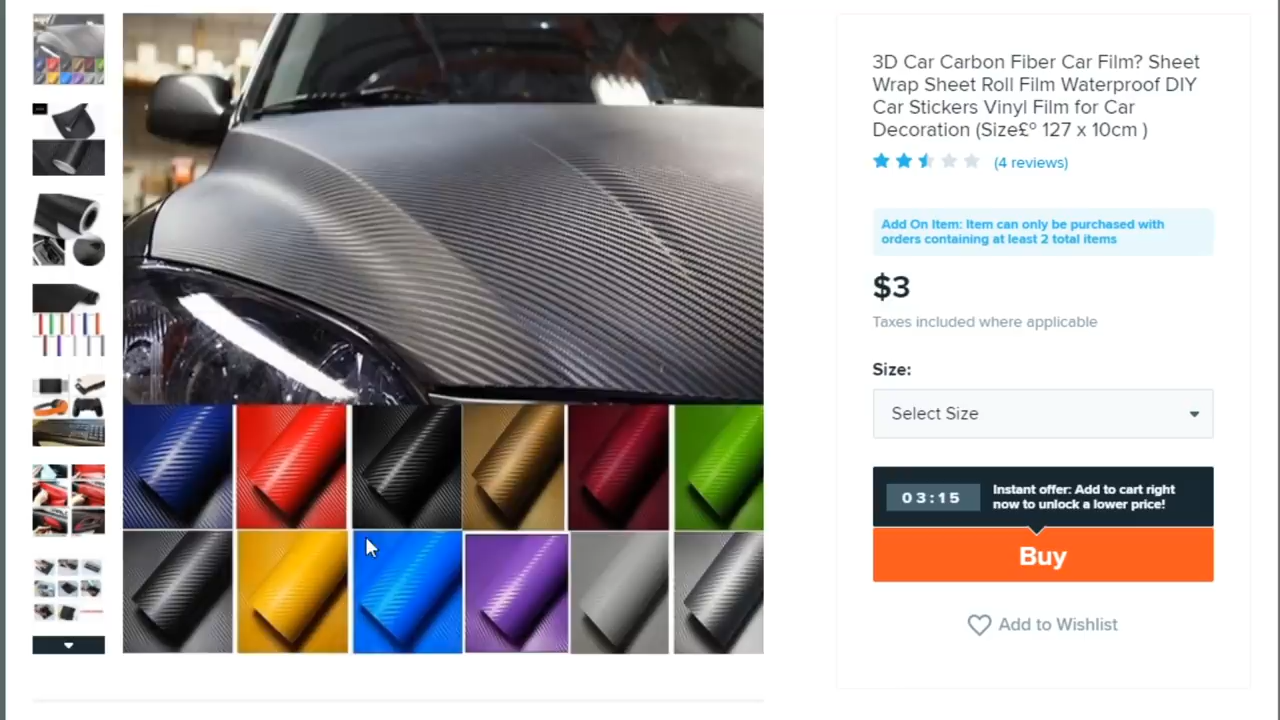 3D Car Carbon Fiber Car Film? Sheet
Wrap Sheet Roll Film Waterproof DIY
Car Stickers Vinyl Film for Car
Decoration (Size£º 127 x 10cm )
(4 reviews)
Add On Item: Item can only be purchased with
orders containing at least 2 total items
$3
Taxes included where applicable
Size:
Select Size
03:15
Instant offer: Add to cart right
now to unlock a lower price!
Buy
Add to Wishlist